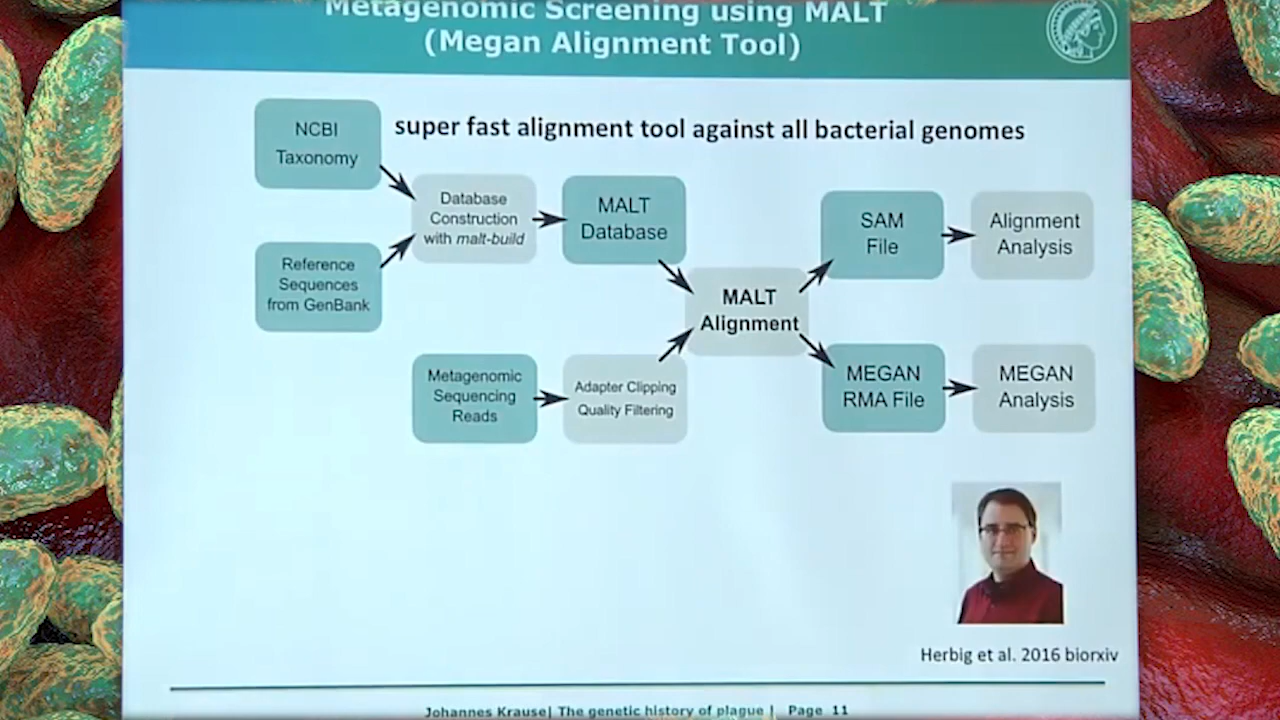 Metagenomic Screening using MALT
(Megan Alignment Tool)
super fast alignment tool against all bacterial genomes
NCBI
Taxonomy
Reference
Sequences
from GenBank
Database
Construction
with malt-build
MALT
Database
Metagenomic
Sequencing
Reads
Adapter Clipping
Quality Filtering
MALT
Alignment
SAM
File
Alignment
Analysis
MEGAN
RMA File
MEGAN
Analysis
Herbig et al. 2016 biorxiv
Johannes Krause| The genetic history of plague | Page 11